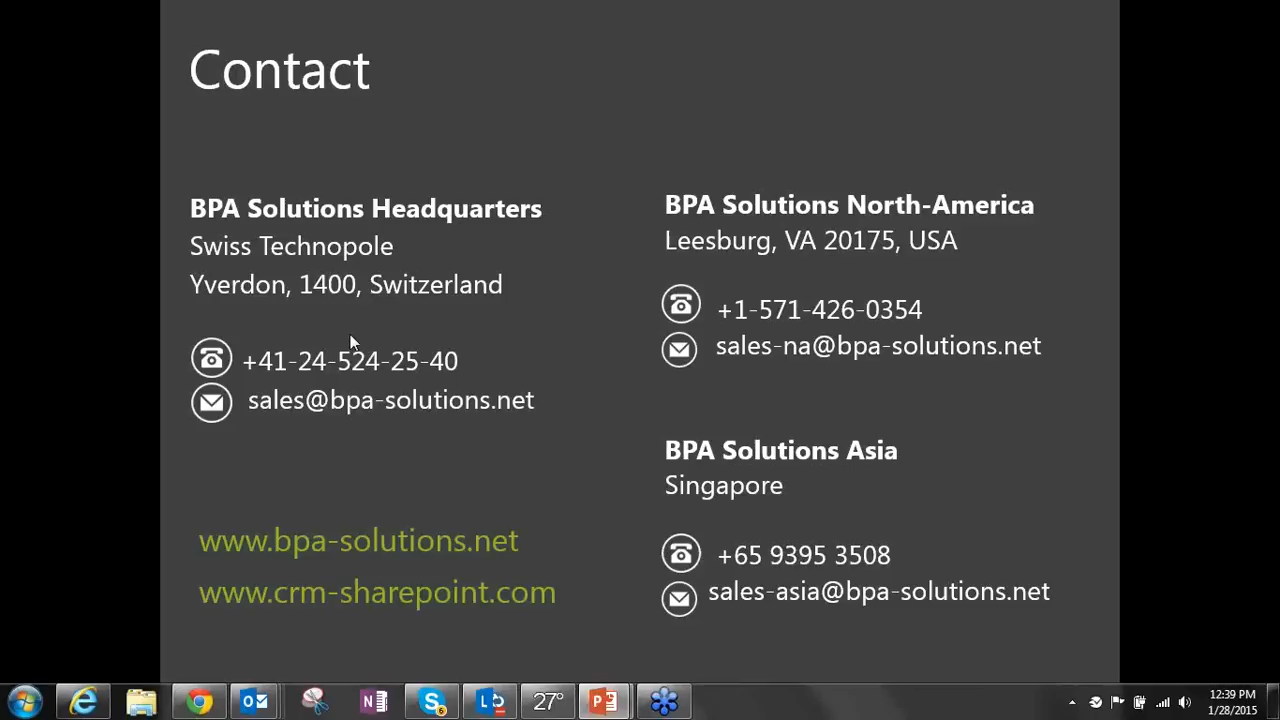 Contact
BPA Solutions Headquarters
Swiss Technopole
Yverdon, 1400, Switzerland
+41-24-524-25-40
sales@bpa-solutions.net
www.bpa-solutions.net
www.crm-sharepoint.com
BPA Solutions North-America
Leesburg, VA 20175, USA
+1-571-426-0354
sales-na@bpa-solutions.net
BPA Solutions Asia
Singapore
+65 9395 3508
sales-asia@bpa-solutions.net
27°
12:39 PM
1/28/2015